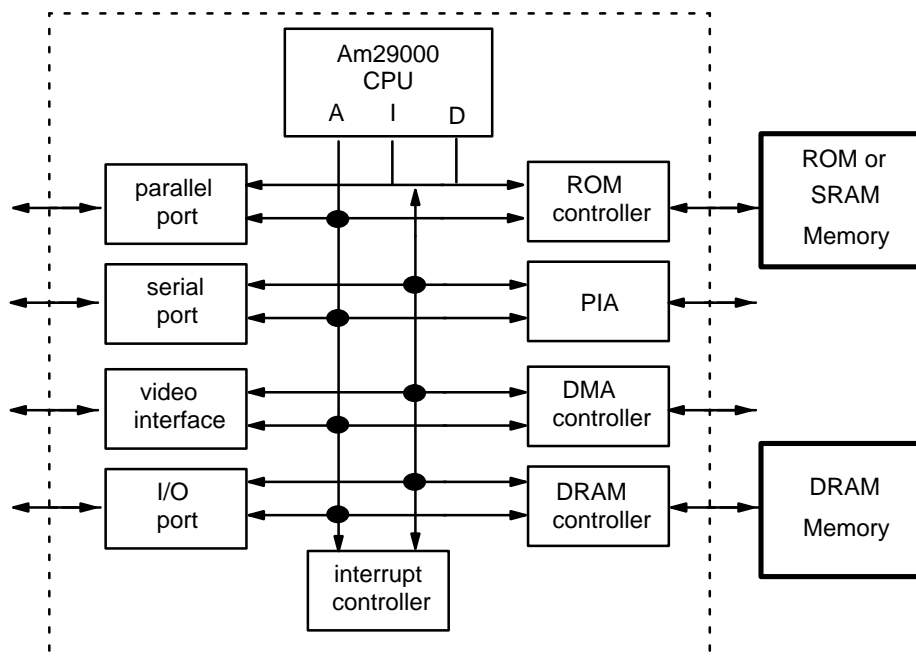 Am29000
CPU
A I D
parallel
port
ROM
controller
ROM or
SRAM
Memory
serial
port
PIA
video
interface
DMA
controller
I/O
port
DRAM
controller
DRAM
Memory
interrupt
controller